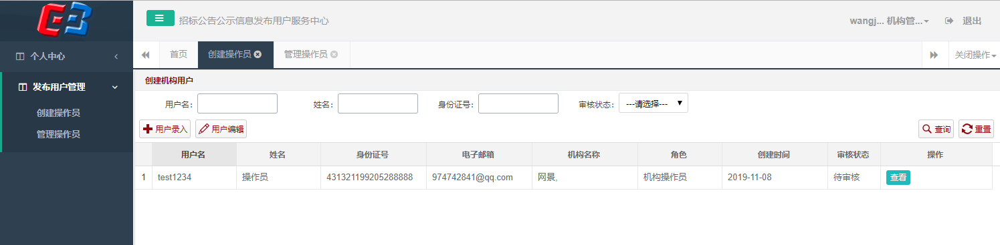 招标公告公示信息发布用户服务中心 wangj... 机构管... 退出
个人中心
首页 创建操作员 管理操作员 关闭操作
发布用户管理
创建操作员
管理操作员
创建机构用户
用户名: 姓名: 身份证号: 审核状态: ---请选择---
用户录入 用户编辑 查询 重置
用户名 姓名 身份证号 电子邮箱 机构名称 角色 创建时间 审核状态 操作
1 test1234 操作员 431321199205288888 974742841@qq.com 网景, 机构操作员 2019-11-08 待审核 查看